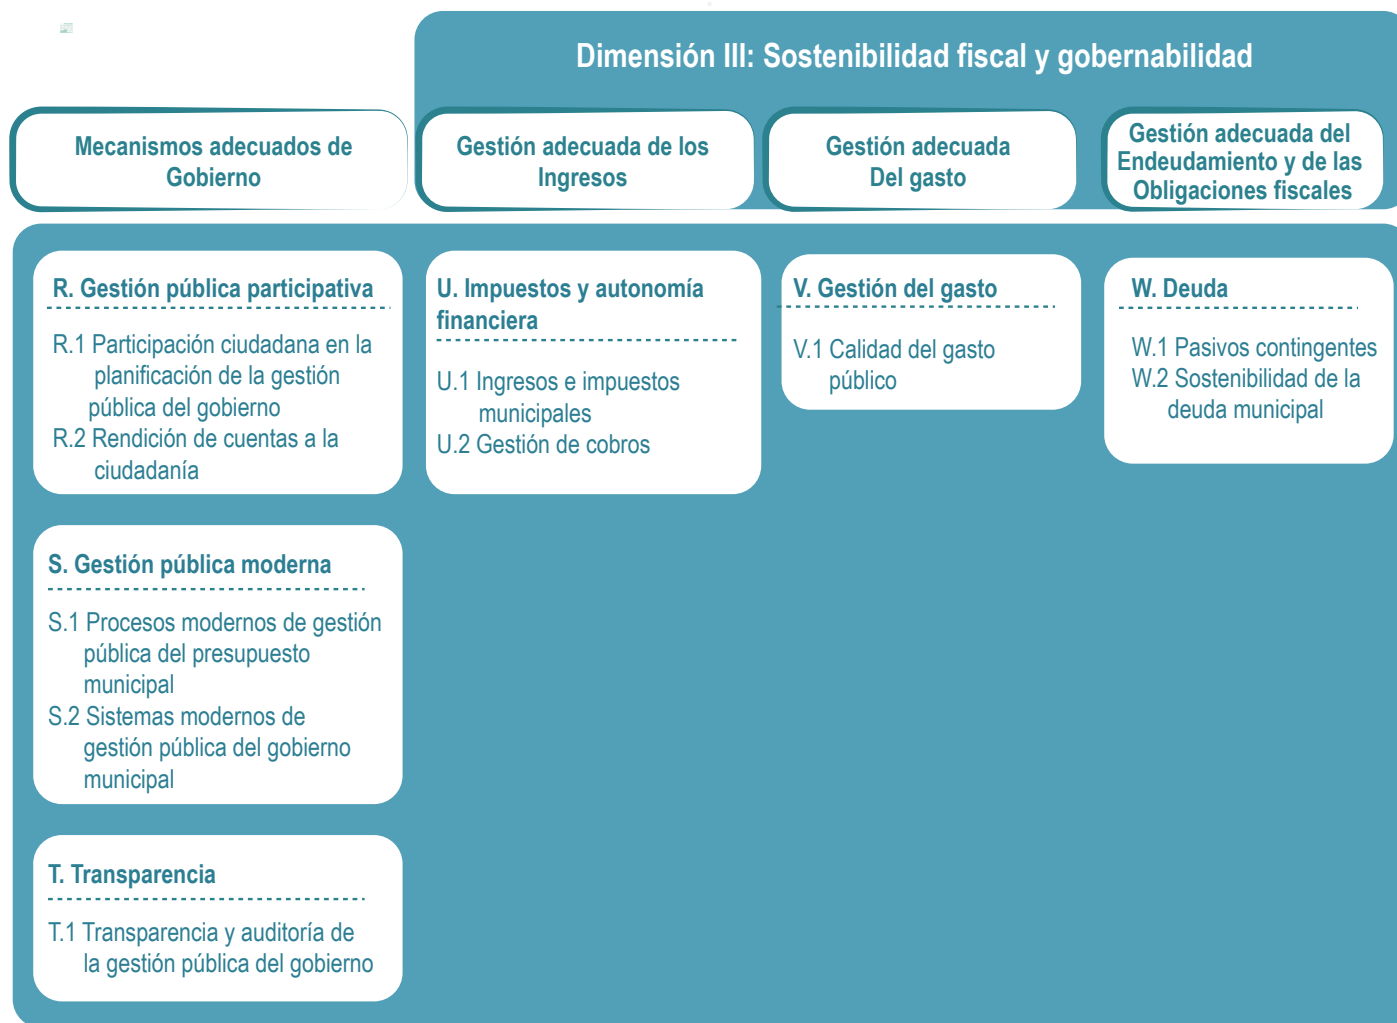 Dimensión III: Sostenibilidad fiscal y gobernabilidad
Mecanismos adecuados de
Gobierno
Gestión adecuada de los
Ingresos
Gestión adecuada
Del gasto
Gestión adecuada del
Endeudamiento y de las
Obligaciones fiscales
R. Gestión pública participativa
R.1 Participación ciudadana en la
planificación de la gestión
pública del gobierno
R.2 Rendición de cuentas a la
ciudadanía
S. Gestión pública moderna
S.1 Procesos modernos de gestión
pública del presupuesto
municipal
S.2 Sistemas modernos de
gestión pública del gobierno
municipal
T. Transparencia
T.1 Transparencia y auditoría de
la gestión pública del gobierno
U. Impuestos y autonomía
financiera
U.1 Ingresos e impuestos
municipales
U.2 Gestión de cobros
V. Gestión del gasto
V.1 Calidad del gasto
público
W. Deuda
W.1 Pasivos contingentes
W.2 Sostenibilidad de la
deuda municipal